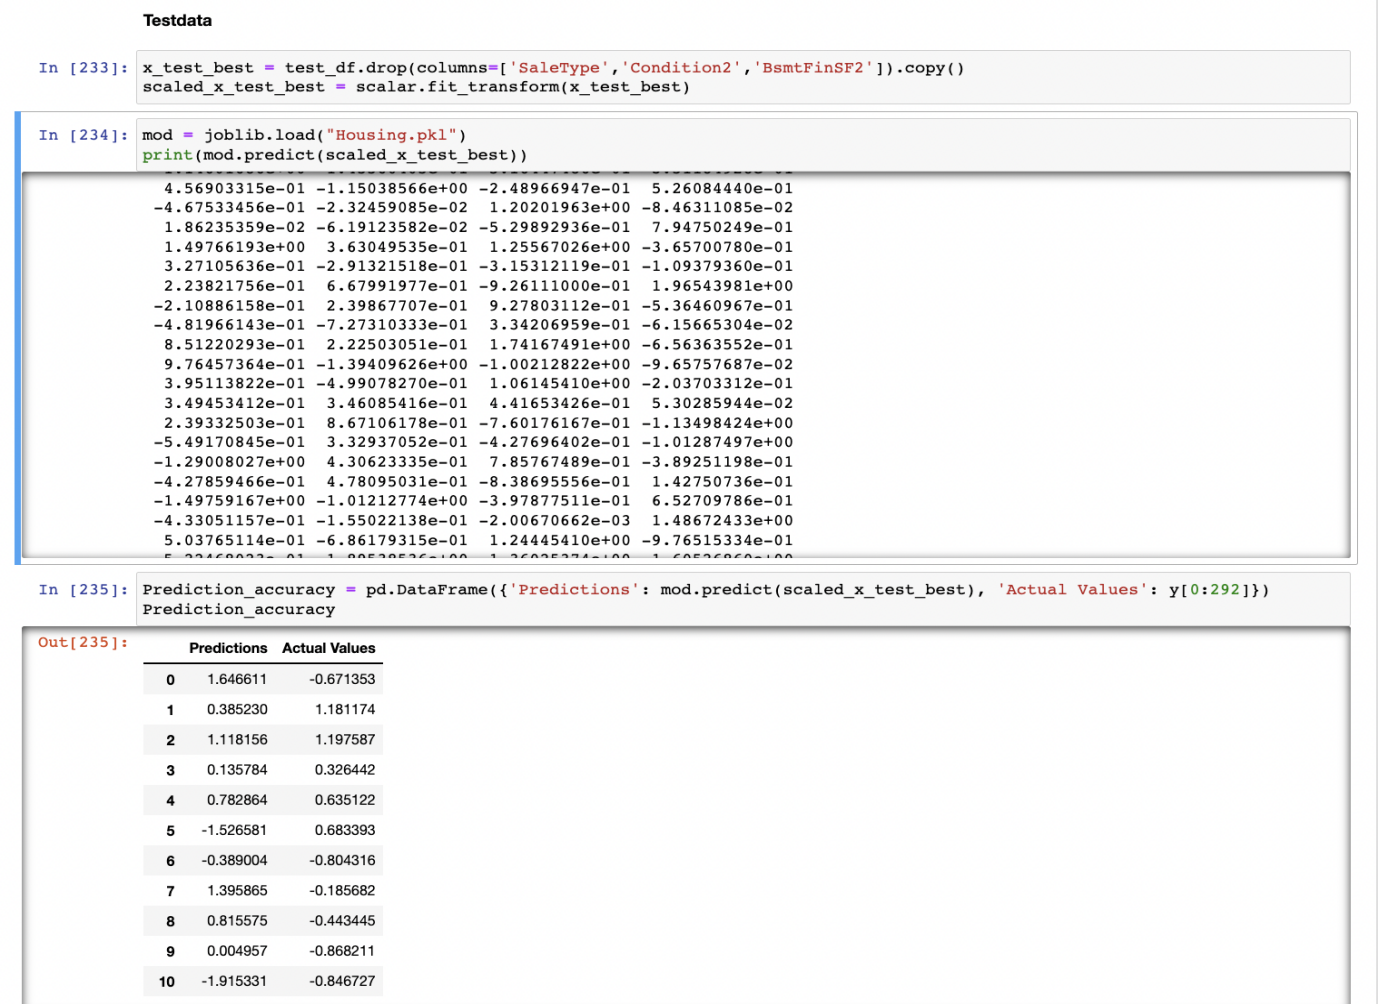 Testdata
In [233]: x_test_best = test_df.drop(columns=['SaleType','Condition2','BsmtFinSF2']).copy()
scaled_x_test_best = scalar.fit_transform(x_test_best)
In [234]: mod = joblib.load("Housing.pkl")
print(mod.predict(scaled_x_test_best))
4.56903315e-01 -1.15038566e+00 -2.48966947e-01 5.26084440e-01
-4.67533456e-01 -2.32459085e-02 1.20201963e+00 -8.46311085e-02
1.86235359e-02 -6.19123582e-02 -5.29892936e-01 7.94750249e-01
1.49766193e+00 3.63049535e-01 1.25567026e+00 -3.65700780e-01
3.27105636e-01 -2.91321518e-01 -3.15312119e-01 -1.09379360e-01
2.23821756e-01 6.67991977e-01 -9.26111000e-01 1.96543981e+00
-2.10886158e-01 2.39867707e-01 9.27803112e-01 -5.36460967e-01
-4.81966143e-01 -7.27310333e-01 3.34206959e-01 -6.15665304e-02
8.51220293e-01 2.22503051e-01 1.74167491e+00 -6.56363552e-01
9.76457364e-01 -1.39409626e+00 -1.00212822e+00 -9.65757687e-02
3.95113822e-01 -4.99078270e-01 1.06145410e+00 -2.03703312e-01
3.49453412e-01 3.46085416e-01 4.41653426e-01 5.30285944e-02
2.39332503e-01 8.67106178e-01 -7.60176167e-01 -1.13498424e+00
-5.49170845e-01 3.32937052e-01 -4.27696402e-01 -1.01287497e+00
-1.29008027e+00 4.30623335e-01 7.85767489e-01 -3.89251198e-01
-4.27859466e-01 4.78095031e-01 -8.38695556e-01 1.42750736e-01
-1.49759167e+00 -1.01212774e+00 -3.97877511e-01 6.52709786e-01
-4.33051157e-01 -1.55022138e-01 -2.00670662e-03 1.48672433e+00
5.03765114e-01 -6.86179315e-01 1.24445410e+00 -9.76515334e-01
In [235]: Prediction_accuracy = pd.DataFrame({'Predictions': mod.predict(scaled_x_test_best), 'Actual Values': y[0:292]})
Prediction_accuracy
Out[235]:
Predictions Actual Values
0 1.646611 -0.671353
1 0.385230 1.181174
2 1.118156 1.197587
3 0.135784 0.326442
4 0.782864 0.635122
5 -1.526581 0.683393
6 -0.389004 -0.804316
7 1.395865 -0.185682
8 0.815575 -0.443445
9 0.004957 -0.868211
10 -1.915331 -0.846727